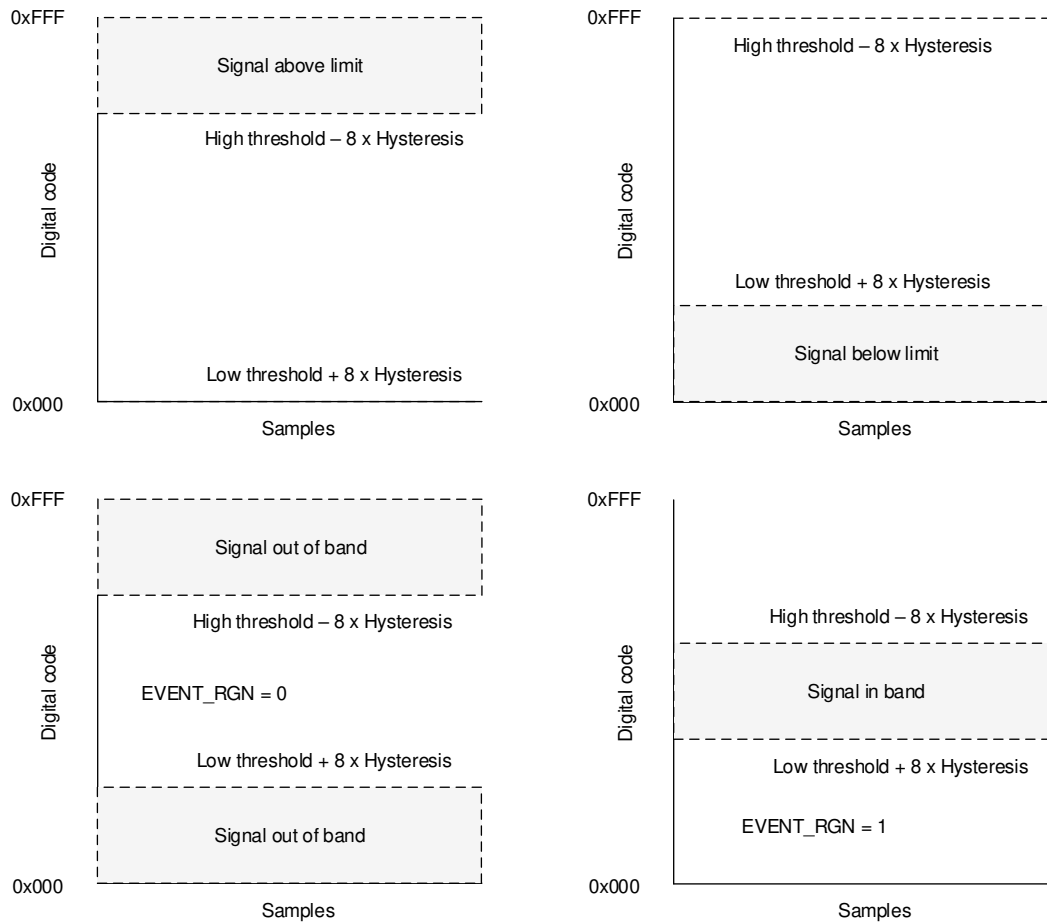 0xFFF
Signal above limit
High threshold – 8 x Hysteresis
Digital code
Low threshold + 8 x Hysteresis
0x000
Samples
0xFFF
High threshold – 8 x Hysteresis
Digital code
Low threshold + 8 x Hysteresis
Signal below limit
0x000
Samples
0xFFF
Signal out of band
High threshold – 8 x Hysteresis
Digital code
EVENT_RGN = 0
Low threshold + 8 x Hysteresis
Signal out of band
0x000
Samples
0xFFF
High threshold – 8 x Hysteresis
Digital code
Signal in band
Low threshold + 8 x Hysteresis
EVENT_RGN = 1
0x000
Samples